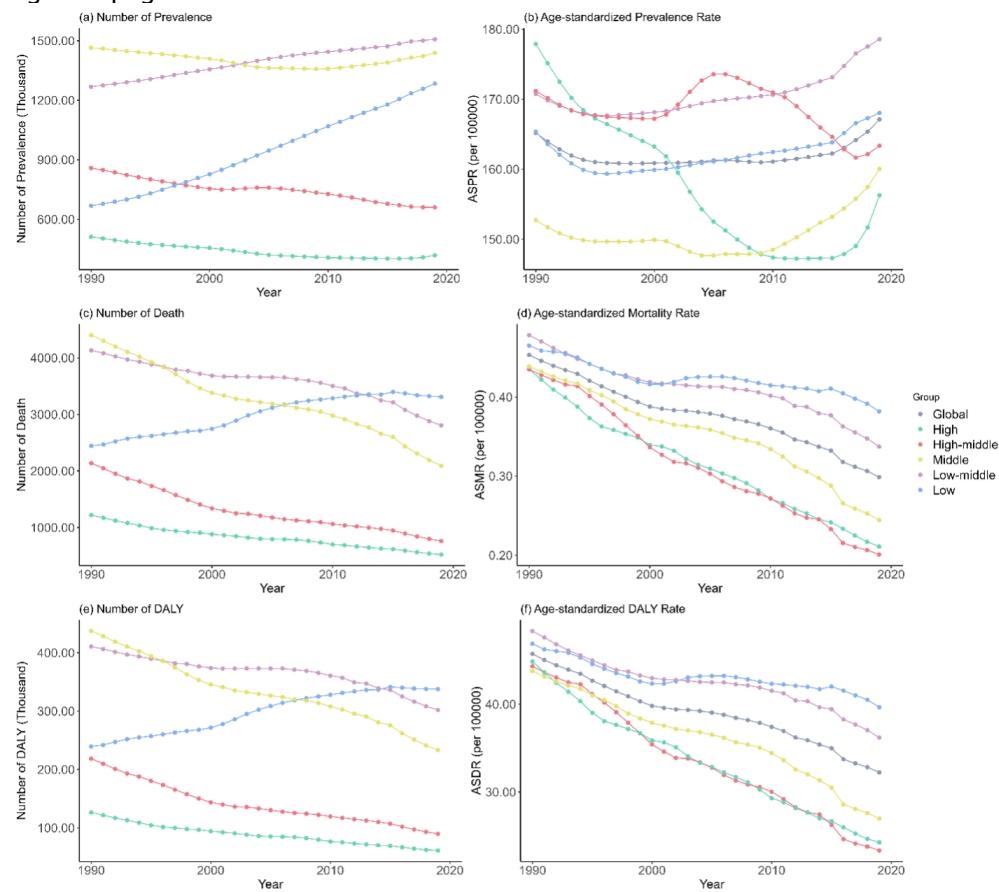 (a) Number of Prevalence
Number of Prevalence (Thousand)
1500.00
1200.00
900.00
600.00
1990
2000
2010
2020
Year
(b) Age-standardized Prevalence Rate
ASPR (per 100000)
180.00
170.00
160.00
150.00
1990
2000
2010
2020
Year
(c) Number of Death
Number of Death
4000.00
3000.00
2000.00
1000.00
1990
2000
2010
2020
Year
(d) Age-standardized Mortality Rate
ASMR (per 100000)
0.40
0.30
0.20
1990
2000
2010
2020
Year
Group
Global
High
High-middle
Middle
Low-middle
Low
(e) Number of DALY
Number of DALY (Thousand)
400.00
300.00
200.00
100.00
1990
2000
2010
2020
Year
(f) Age-standardized DALY Rate
ASDR (per 100000)
40.00
30.00
1990
2000
2010
2020
Year